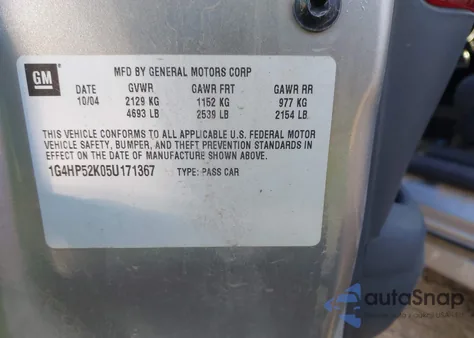 GM
MFD BY GENERAL MOTORS CORP
DATE GVWR GAWR FRT GAWR RR
10/04 2129 KG 1152 KG 977 KG
4693 LB 2539 LB 2154 LB
THIS VEHICLE CONFORMS TO ALL APPLICABLE U.S. FEDERAL MOTOR
VEHICLE SAFETY, BUMPER, AND THEFT PREVENTION STANDARDS IN
EFFECT ON THE DATE OF MANUFACTURE SHOWN ABOVE.
1G4HP52K05U171367 TYPE: PASS CAR
autoSnap